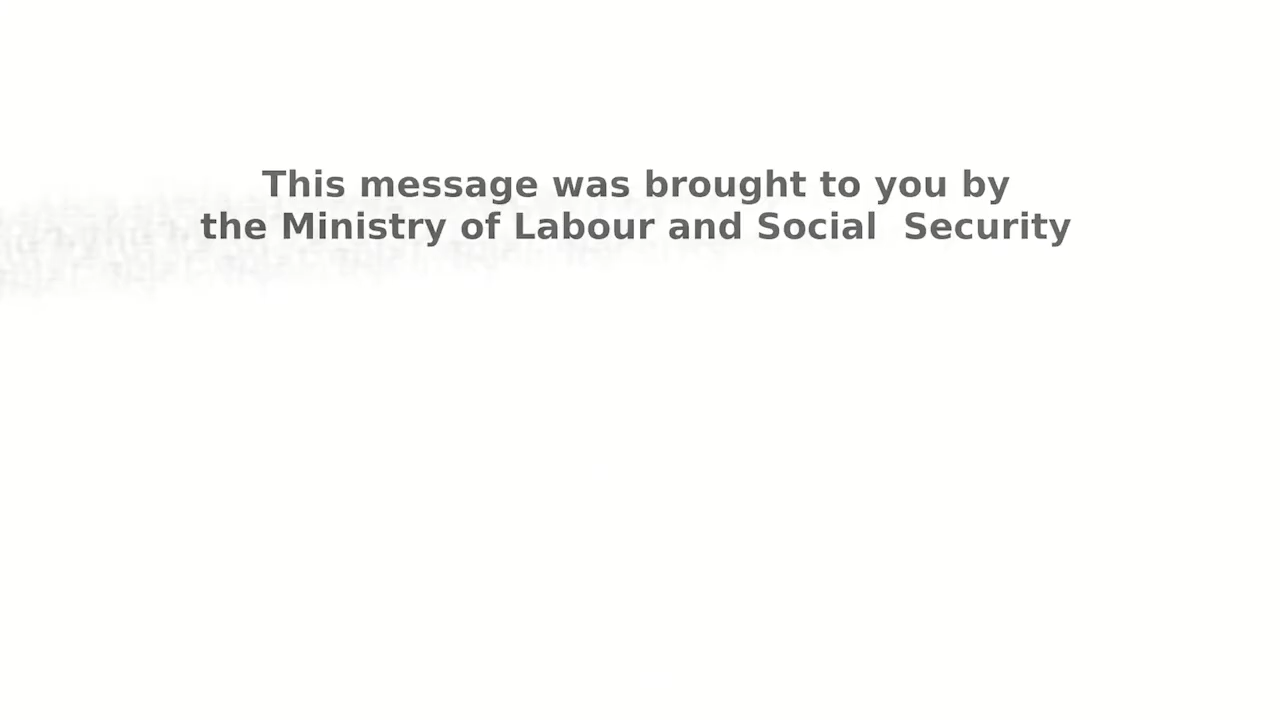 This message was brought to you by
the Ministry of Labour and Social  Security